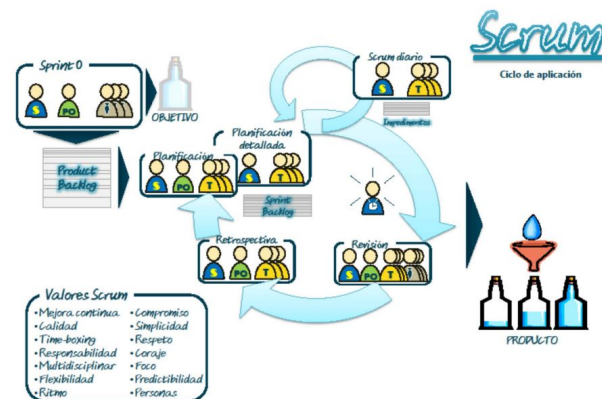 Scrum
Ciclo de aplicación
Sprint 0
S
PO
OBJETIVO
Product
Backlog
Scrum diario
S
T
Impedimentos
Planificación
detallada
S
T
Planificación
S
PO
T
Sprint
Backlog
Retrospectiva
S
PO
T
Revisión
S
PO
T
PRODUCTO
Valores Scrum
• Mejora continua
• Calidad
• Time-boxing
• Responsabilidad
• Multidisciplinar
• Flexibilidad
• Ritmo
• Compromiso
• Simplicidad
• Respeto
• Coraje
• Foco
• Predictibilidad
• Personas